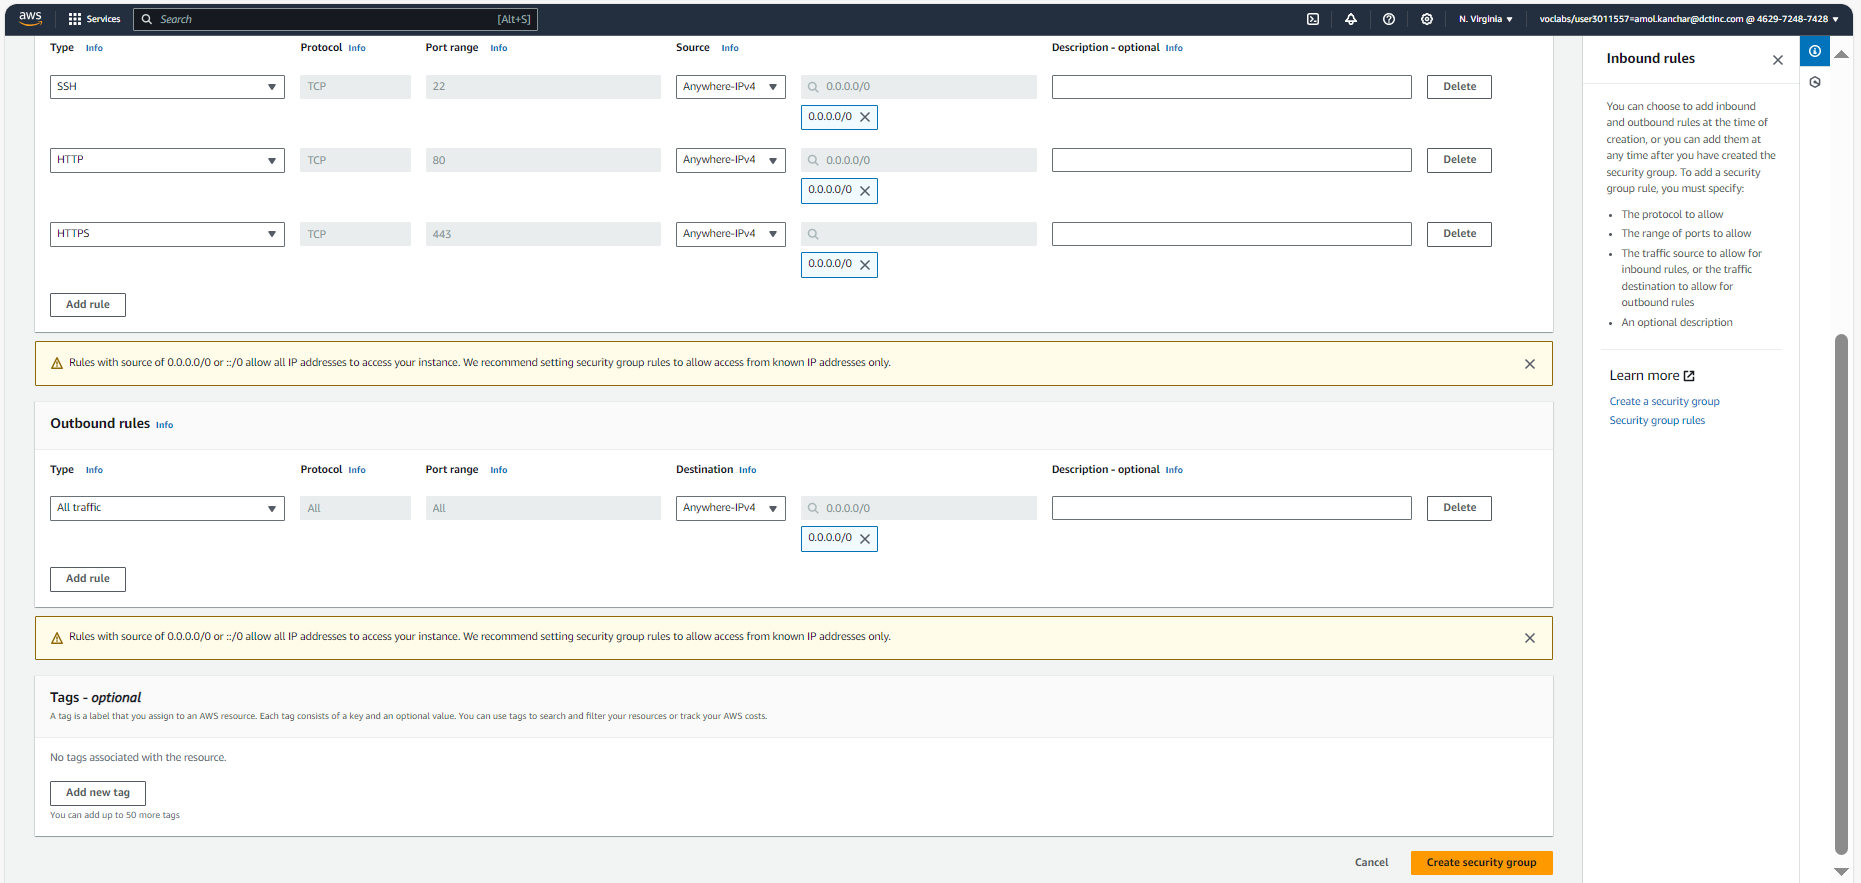 aws Services Search [Alt+S] N. Virginia voclabs/user3011557=amol.kanchar@dctinc.com @ 4629-7248-7428
Type Info Protocol Info Port range Info Source Info Description - optional Info
SSH TCP 22 Anywhere-IPv4 0.0.0.0/0 Delete
0.0.0.0/0
HTTP TCP 80 Anywhere-IPv4 0.0.0.0/0 Delete
0.0.0.0/0
HTTPS TCP 443 Anywhere-IPv4 Delete
0.0.0.0/0
Add rule
Rules with source of 0.0.0.0/0 or ::/0 allow all IP addresses to access your instance. We recommend setting security group rules to allow access from known IP addresses only.
Outbound rules Info
Type Info Protocol Info Port range Info Destination Info Description - optional Info
All traffic All All Anywhere-IPv4 0.0.0.0/0 Delete
0.0.0.0/0
Add rule
Rules with source of 0.0.0.0/0 or ::/0 allow all IP addresses to access your instance. We recommend setting security group rules to allow access from known IP addresses only.
Tags - optional
A tag is a label that you assign to an AWS resource. Each tag consists of a key and an optional value. You can use tags to search and filter your resources or track your AWS costs.
No tags associated with the resource.
Add new tag
You can add up to 50 more tags
Cancel Create security group
Inbound rules
You can choose to add inbound
and outbound rules at the time of
creation, or you can add them at
any time after you have created the
security group. To add a security
group rule, you must specify:
• The protocol to allow
• The range of ports to allow
• The traffic source to allow for
inbound rules, or the traffic
destination to allow for
outbound rules
• An optional description
Learn more
Create a security group
Security group rules